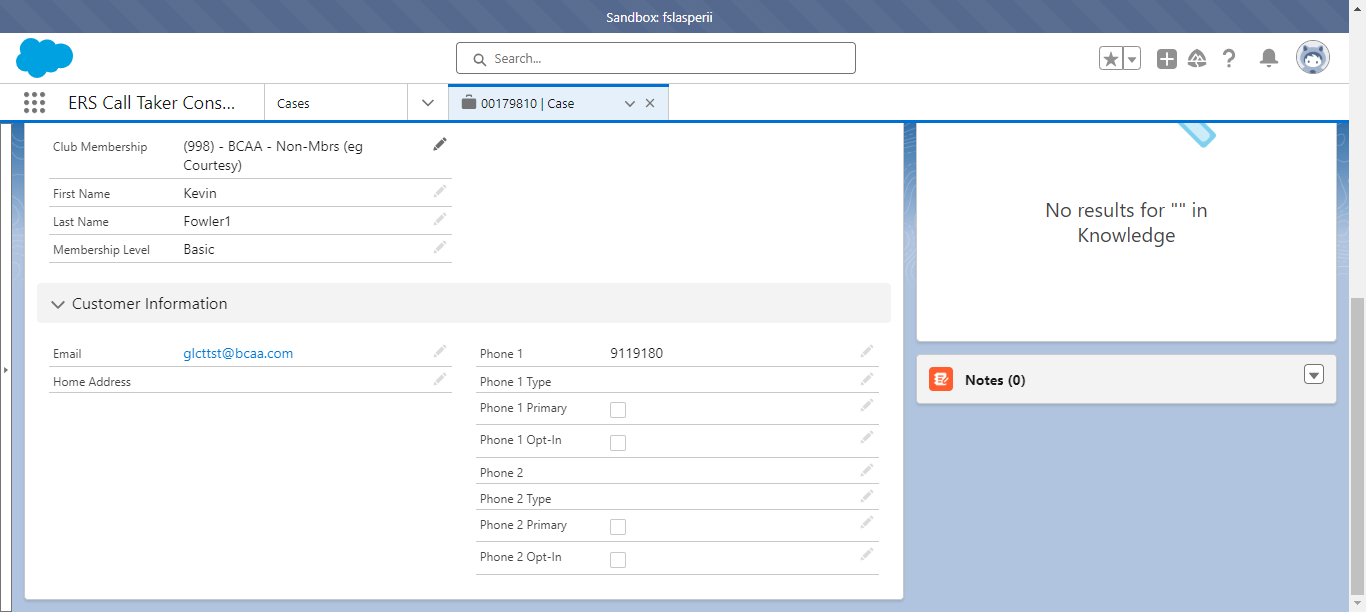 Sandbox: fslasperii
Search...
ERS Call Taker Cons...
Cases
00179810 | Case
Club Membership
(998) - BCAA - Non-Mbrs (eg
Courtesy)
First Name
Kevin
Last Name
Fowler1
Membership Level
Basic
Customer Information
Email
glcttst@bcaa.com
Home Address
Phone 1
9119180
Phone 1 Type
Phone 1 Primary
Phone 1 Opt-In
Phone 2
Phone 2 Type
Phone 2 Primary
Phone 2 Opt-In
No results for "" in
Knowledge
Notes (0)